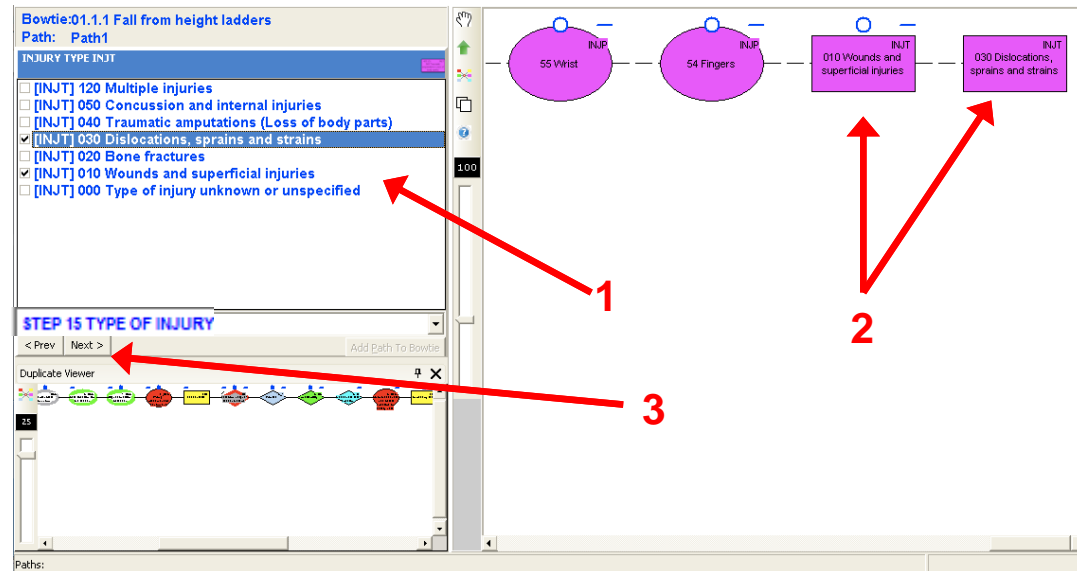 Bowtie:01.1.1 Fall from height ladders
Path: Path1
INJURY TYPE INJT
[INJT] 120 Multiple injuries
[INJT] 050 Concussion and internal injuries
[INJT] 040 Traumatic amputations (Loss of body parts)
[INJT] 030 Dislocations, sprains and strains
[INJT] 020 Bone fractures
[INJT] 010 Wounds and superficial injuries
[INJT] 000 Type of injury unknown or unspecified
STEP 15 TYPE OF INJURY
< Prev
Next >
Add Path To Bowtie
Duplicate Viewer
25
Paths:
100
INJP
55 Wrist
INJP
54 Fingers
INJT
010 Wounds and
superficial injuries
INJT
030 Dislocations,
sprains and strains
1
2
3